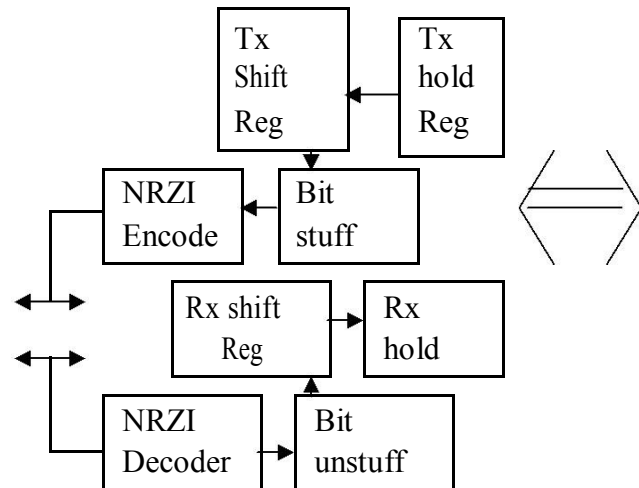 Tx
Shift
Reg
Tx
hold
Reg
NRZI
Encode
Bit
stuff
Rx shift
Reg
Rx
hold
NRZI
Decoder
Bit
unstuff